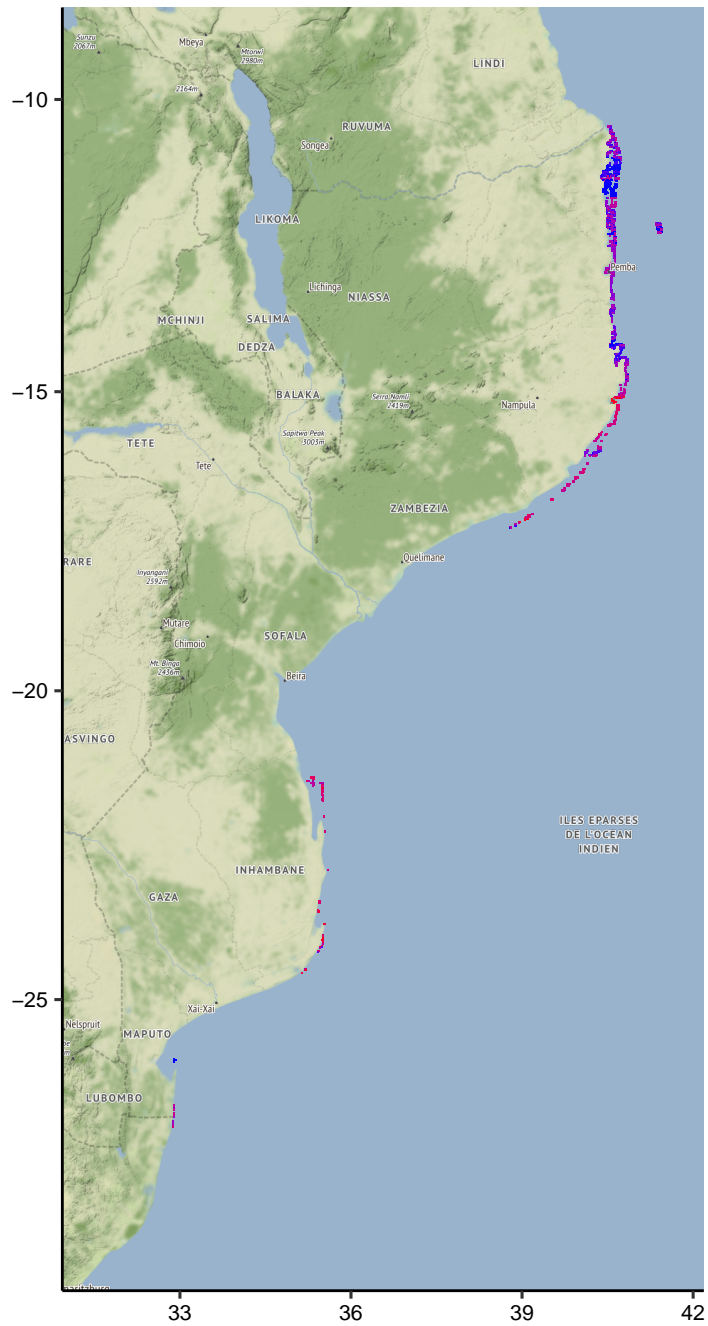 Sunzu
2067m
Mbeya
Mtorwi
2980m
LINDI
2164m
−10
RUVUMA
Songea
LIKOMA
Pemba
Lichinga
NIASSA
MCHINJI
SALIMA
DEDZA
−15
BALAKA
Serra Namli
2419m
Nampula
Sapitwa Peak
3003m
TETE
Tete
ZAMBEZIA
RARE
Quelimane
Inyangani
2592m
Mutare
Chimoio
SOFALA
Mt. Binga
2436m
Beira
−20
ASVINGO
ILES EPARSES
DE L'OCEAN
INDIEN
INHAMBANE
GAZA
−25
Xai-Xai
Nelspruit
MAPUTO
LUBOMBO
33
36
39
42